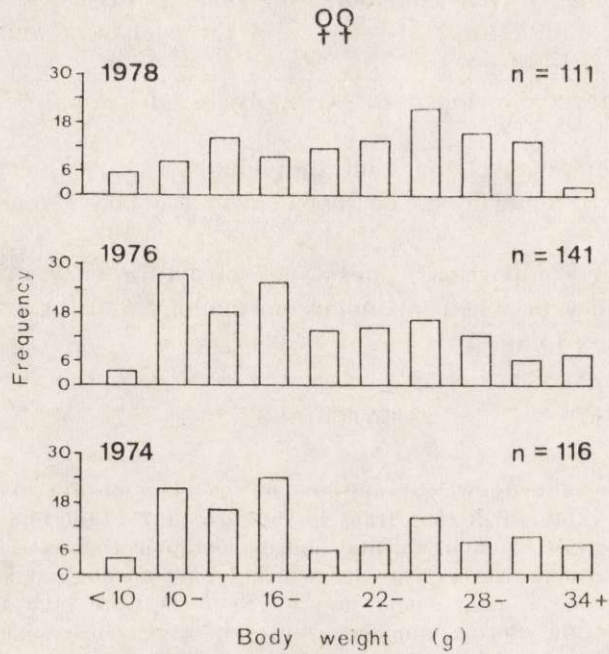 ♀♀
1978 n = 111
30
18
6
0
1976 n = 141
30
18
6
0
1974 n = 116
30
18
6
0
Frequency
≤ 10 10 – 16 – 22 – 28 – 34 +
Body weight (g)